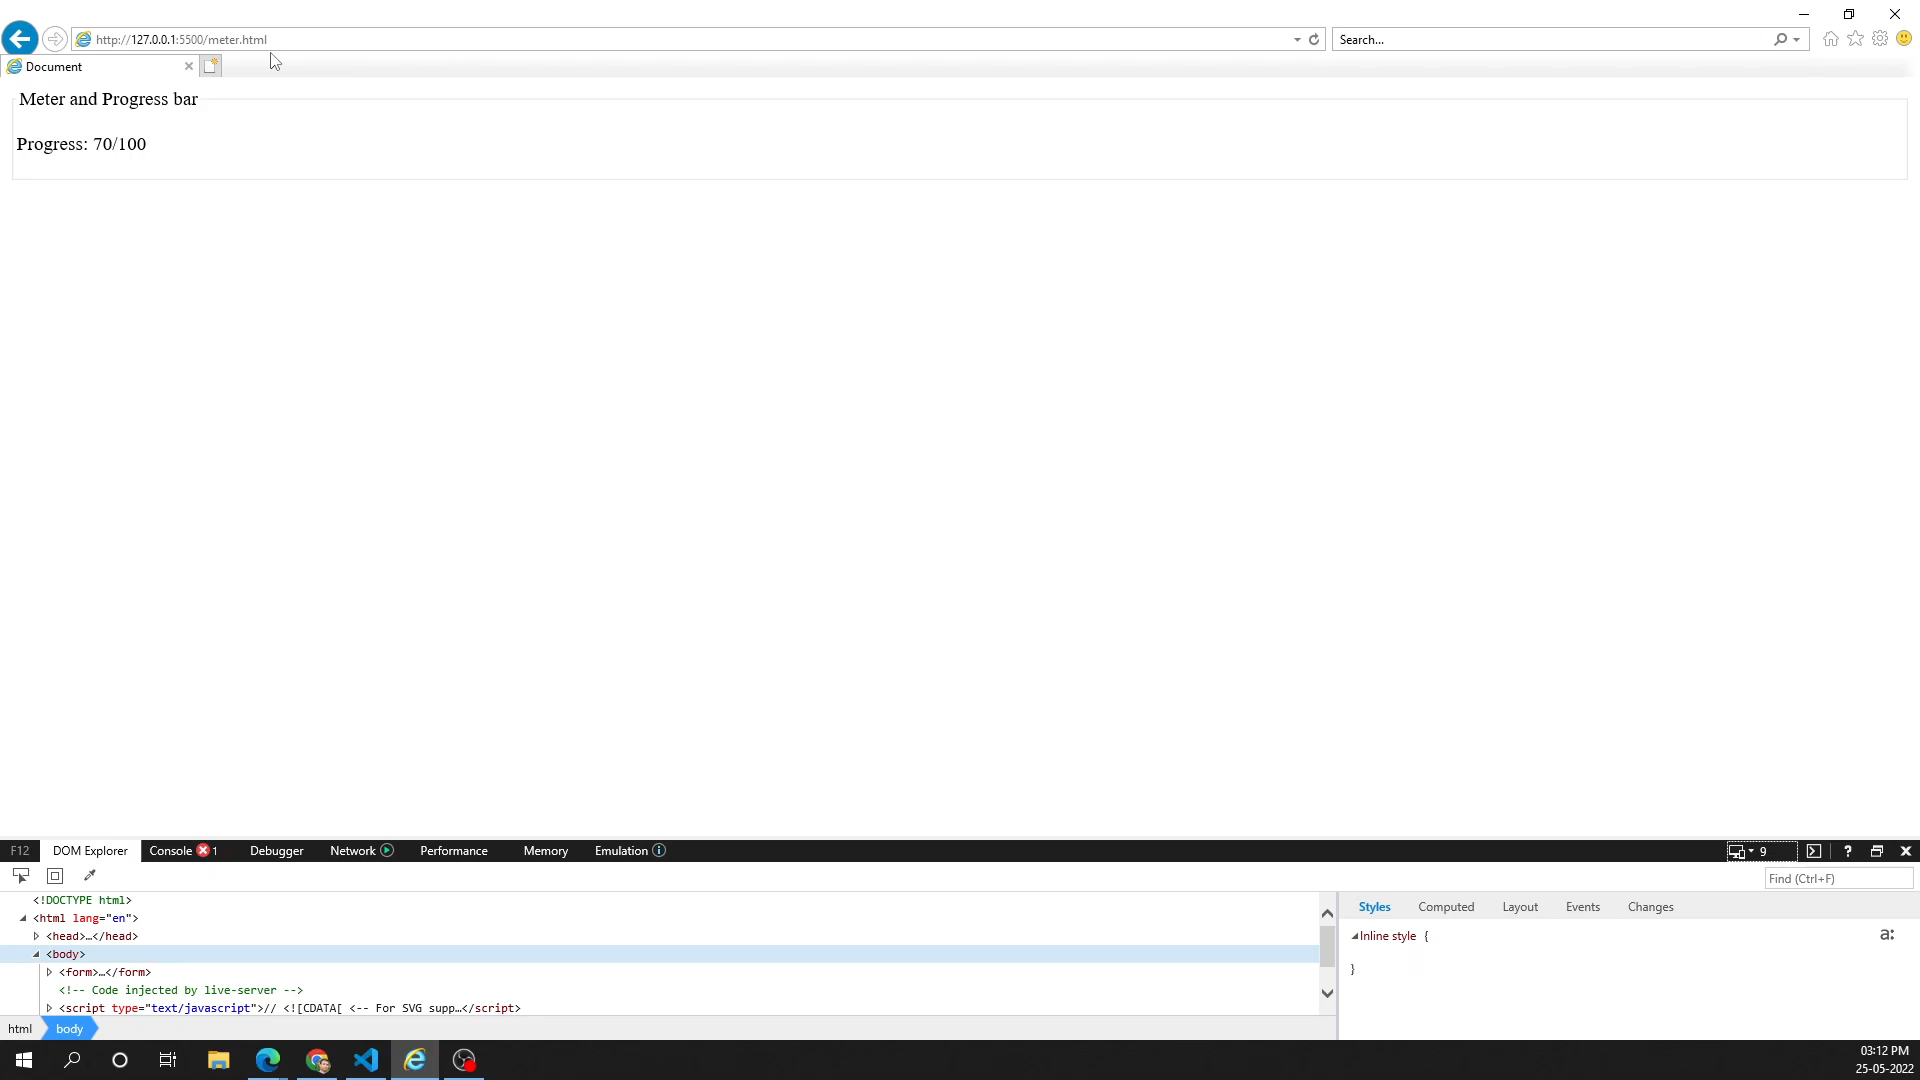 http://127.0.0.1:5500/meter.html
Search...
Document
Meter and Progress bar
Progress: 70/100
F12
DOM Explorer
Console
1
Debugger
Network
Performance
Memory
Emulation
9
?
Find (Ctrl+F)
<!DOCTYPE html>
<html lang="en">
<head>…</head>
<body>
<form>…</form>
<!-- Code injected by live-server -->
<script type="text/javascript">// <![CDATA[ <-- For SVG supp…</script>
html
body
Styles
Computed
Layout
Events
Changes
Inline style {
a:
}
03:12 PM
25-05-2022